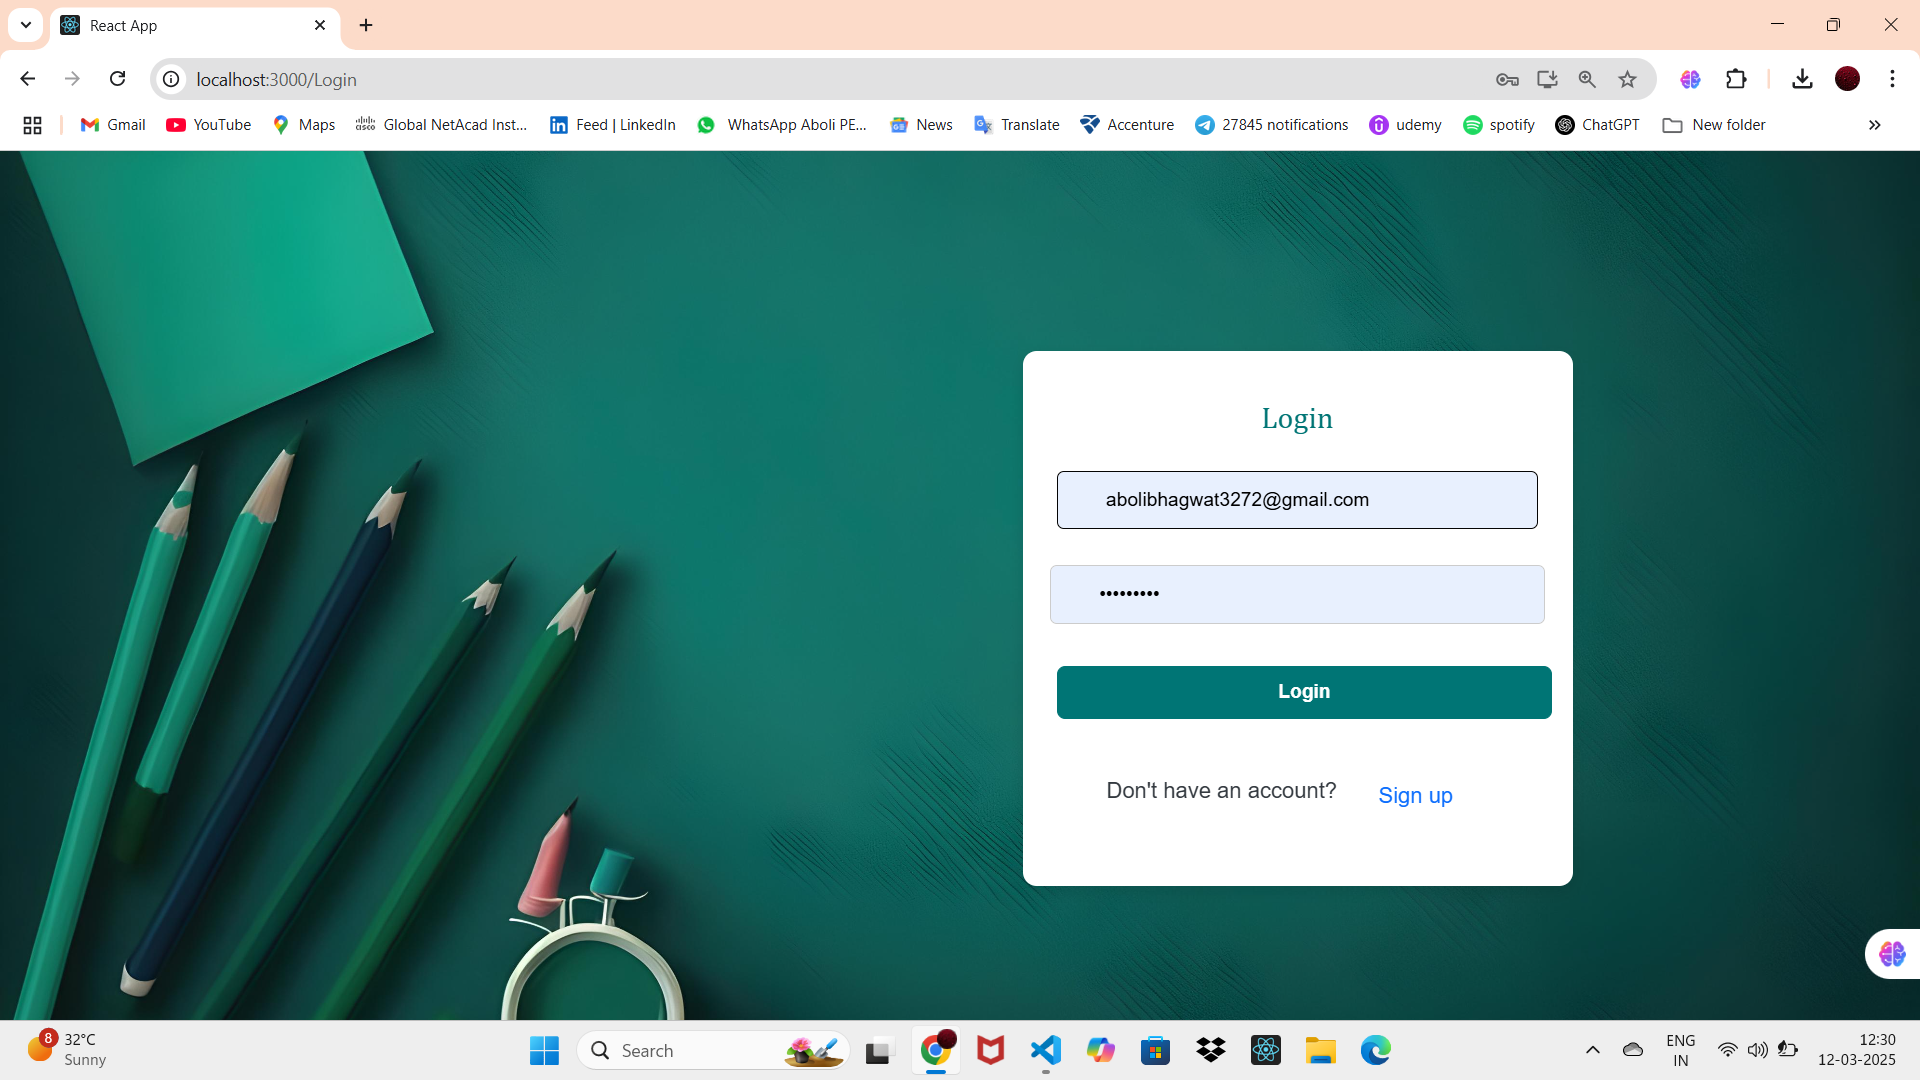 React App
localhost:3000/Login
Gmail YouTube Maps Global NetAcad Inst... Feed | LinkedIn WhatsApp Aboli PE... News Translate Accenture 27845 notifications udemy spotify ChatGPT New folder
Login
abolibhagwat3272@gmail.com
•••••••••
Login
Don't have an account? Sign up
8 32°C
Sunny
Search
ENG
IN
12:30
12-03-2025